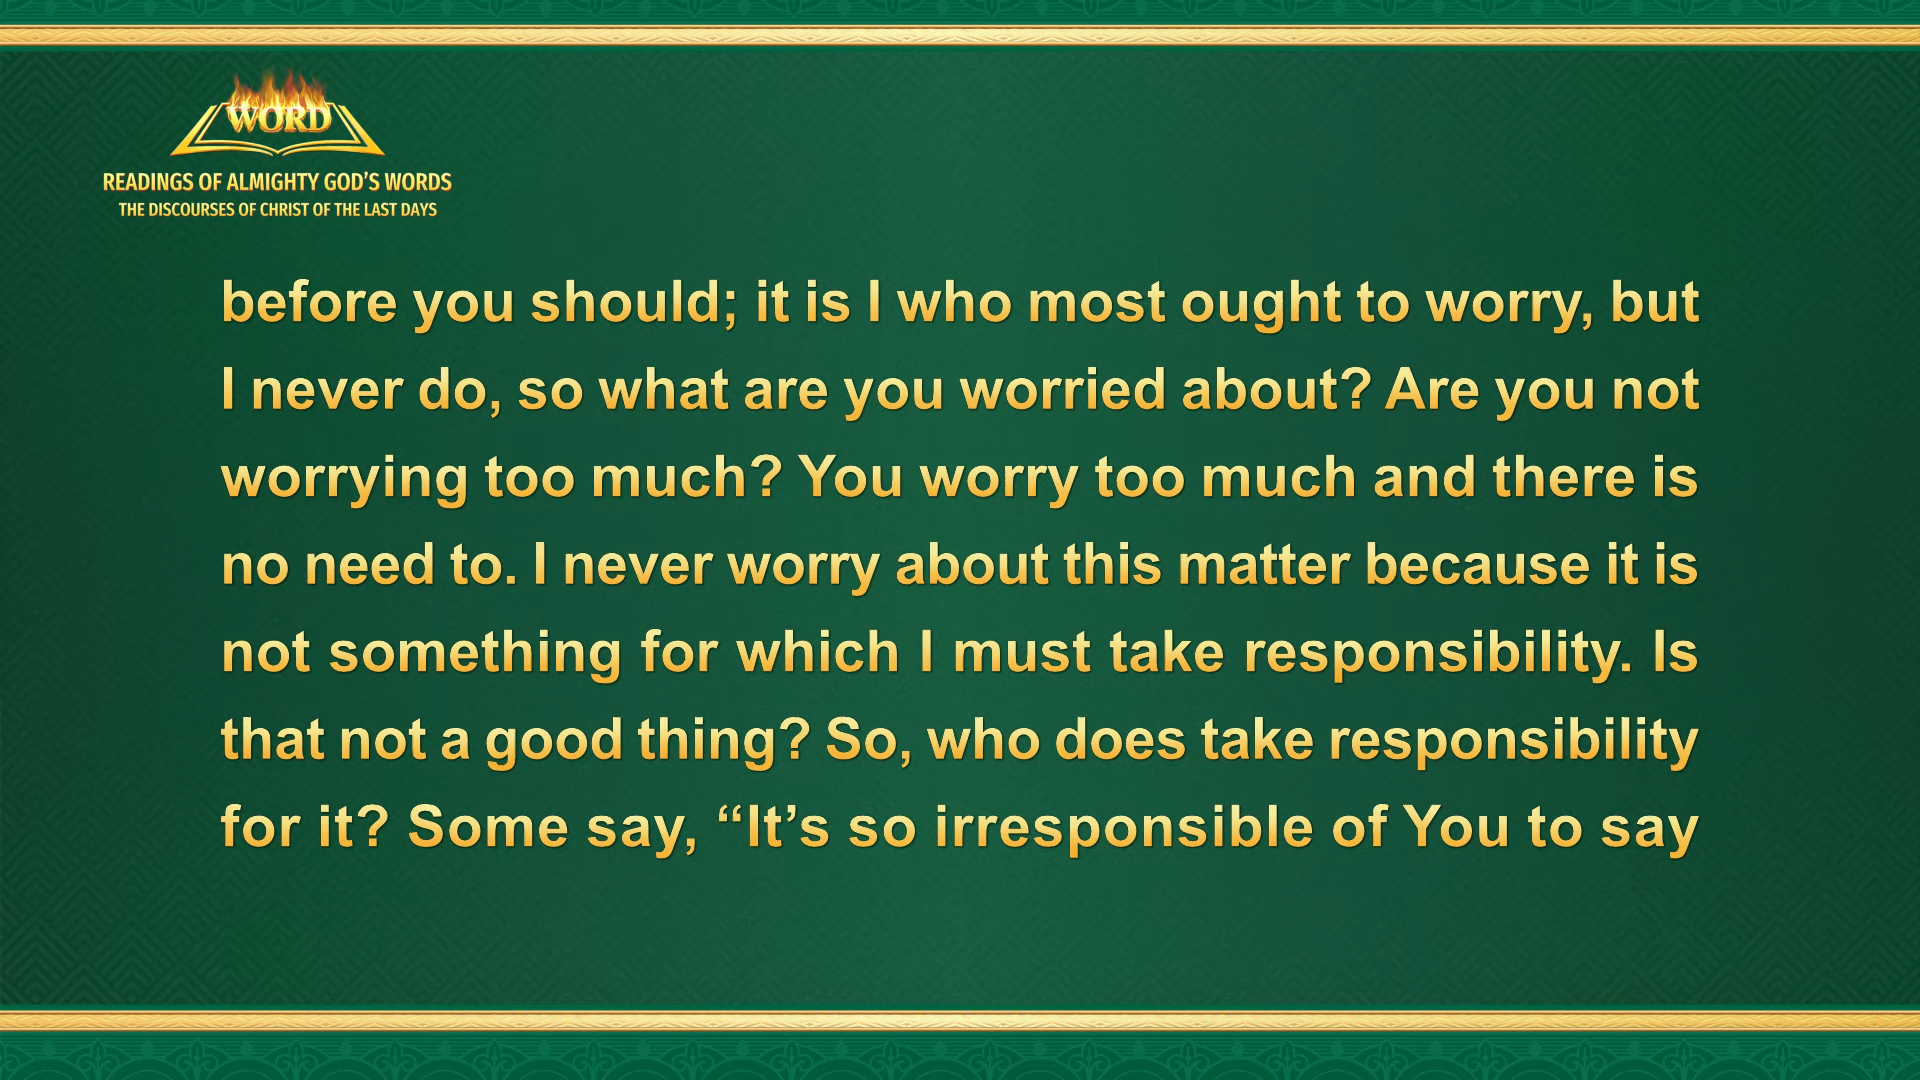 WORD
READINGS OF ALMIGHTY GOD’S WORDS
THE DISCOURSES OF CHRIST OF THE LAST DAYS
before you should; it is I who most ought to worry, but
I never do, so what are you worried about? Are you not
worrying too much? You worry too much and there is
no need to. I never worry about this matter because it is
not something for which I must take responsibility. Is
that not a good thing? So, who does take responsibility
for it? Some say, “It’s so irresponsible of You to say